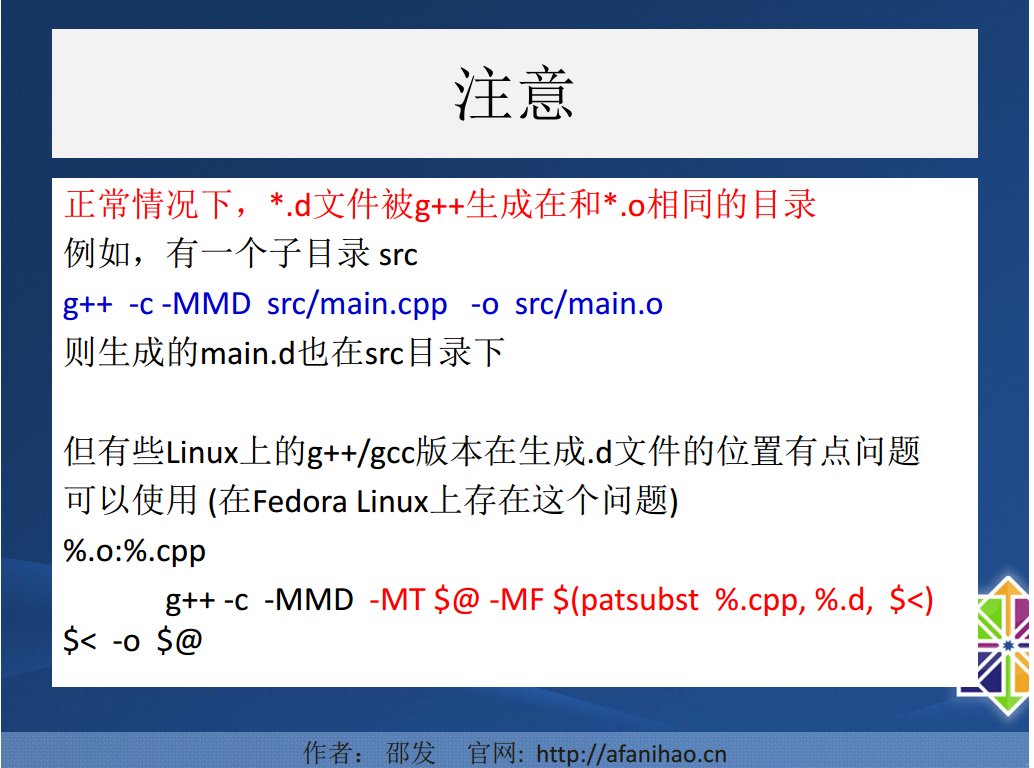 注意
正常情况下，*.d文件被g++生成在和*.o相同的目录
例如，有一个子目录 src
g++ -c -MMD src/main.cpp -o src/main.o
则生成的main.d也在src目录下
但有些Linux上的g++/gcc版本在生成.d文件的位置有点问题
可以使用 (在Fedora Linux上存在这个问题)
%.o:%.cpp
g++ -c -MMD -MT $@ -MF $(patsubst %.cpp, %.d, $<)
$< -o $@
作者： 邵发 官网: http://afanihao.cn